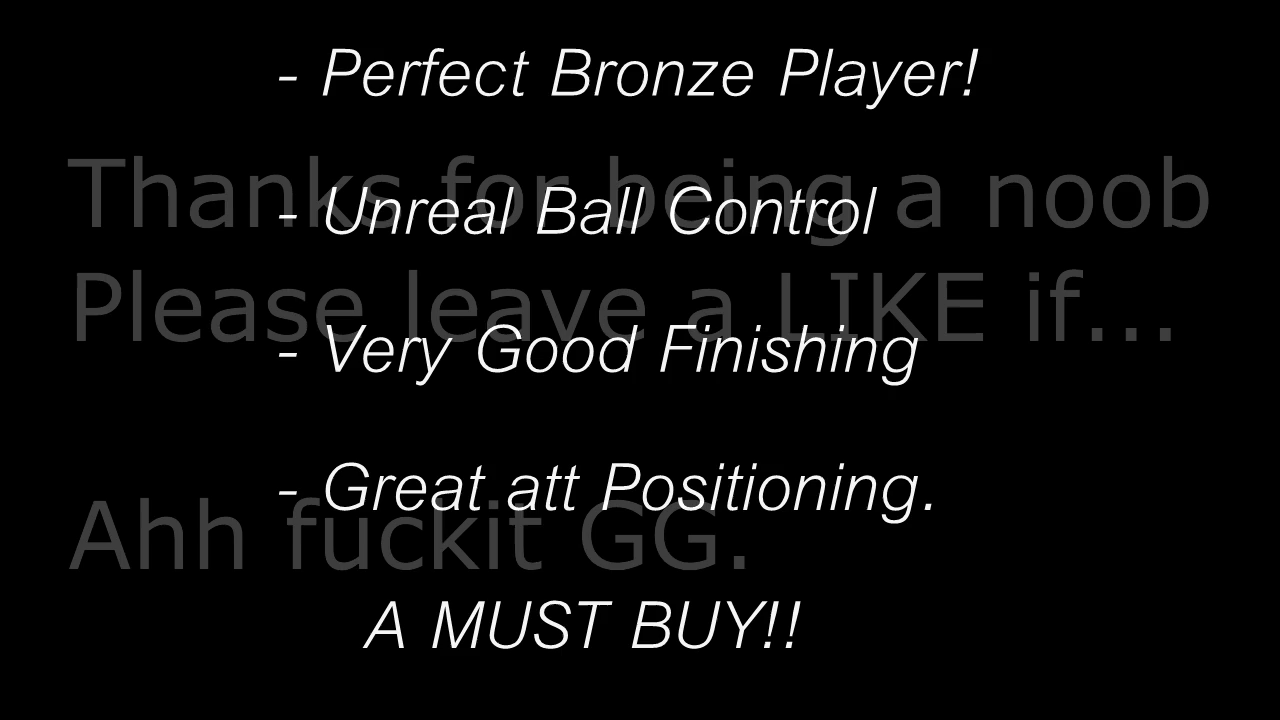 - Perfect Bronze Player!
Thanks for being a noob
- Unreal Ball Control
Please leave a LIKE if...
- Very Good Finishing
- Great att Positioning.
Ahh fuckit GG.
A MUST BUY!!